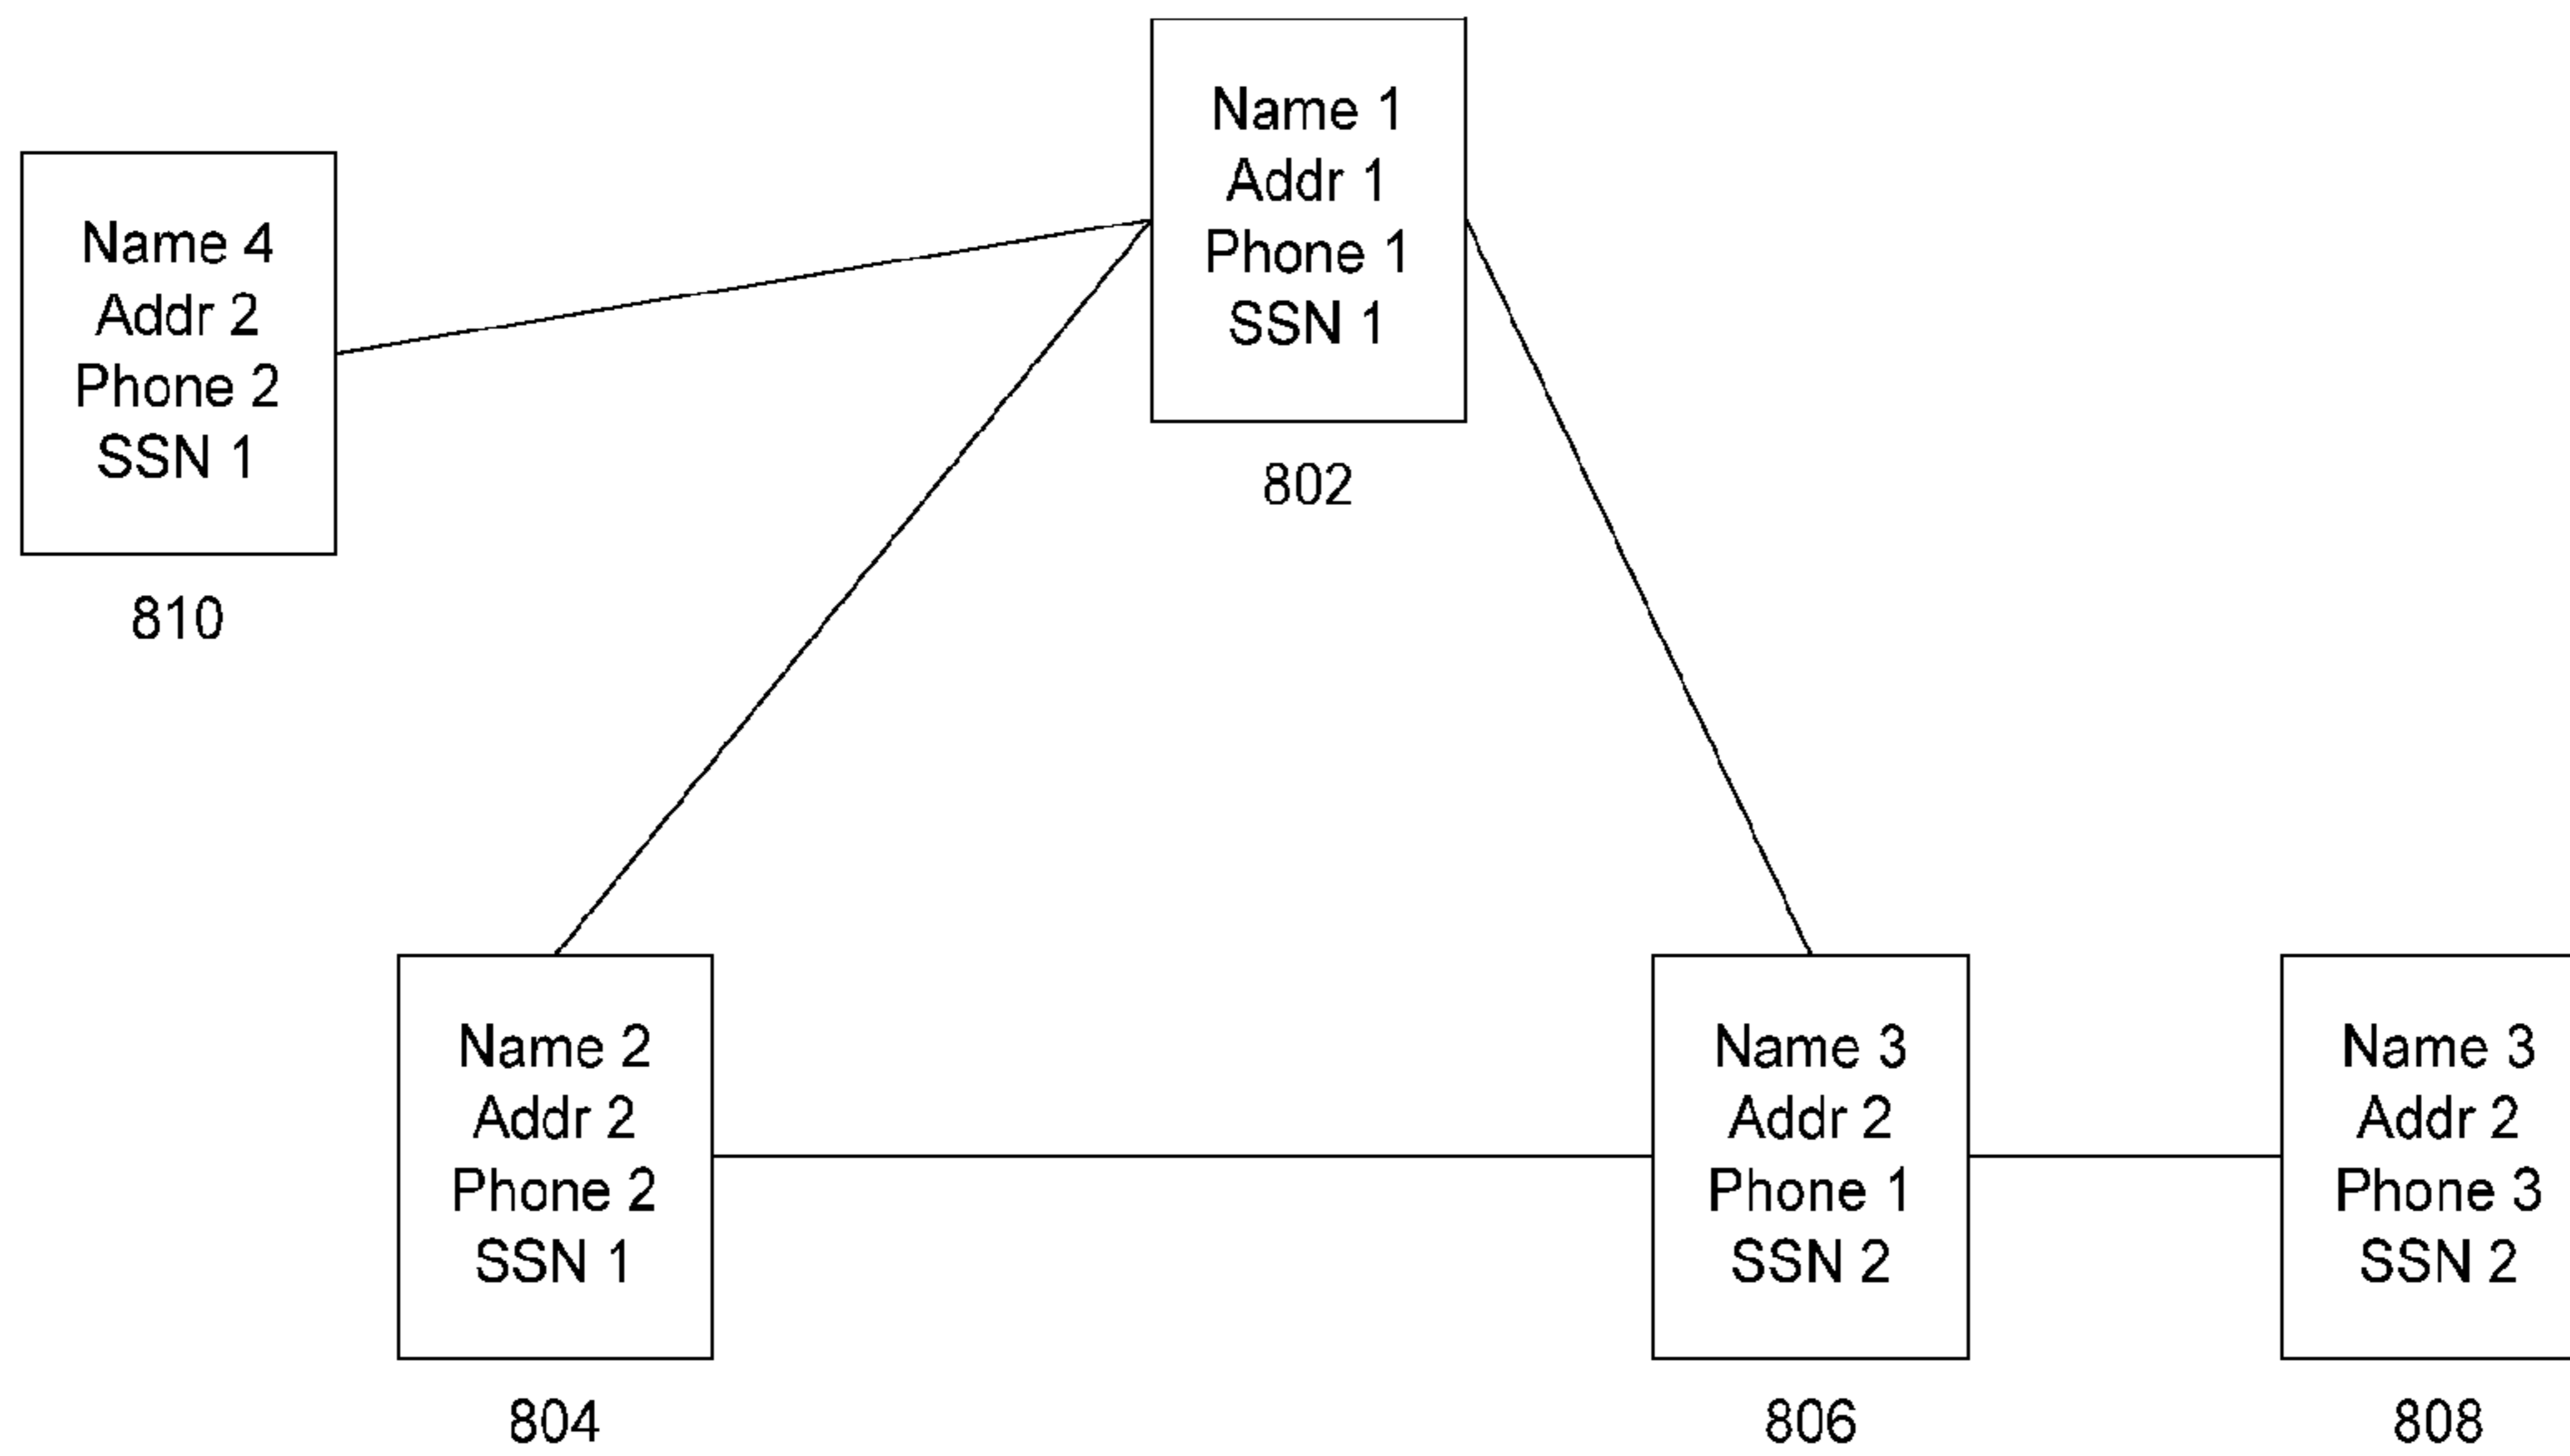 Name 1
Addr 1
Phone 1
SSN 1
802
Name 4
Addr 2
Phone 2
SSN 1
810
Name 2
Addr 2
Phone 2
SSN 1
804
Name 3
Addr 2
Phone 1
SSN 2
806
Name 3
Addr 2
Phone 3
SSN 2
808